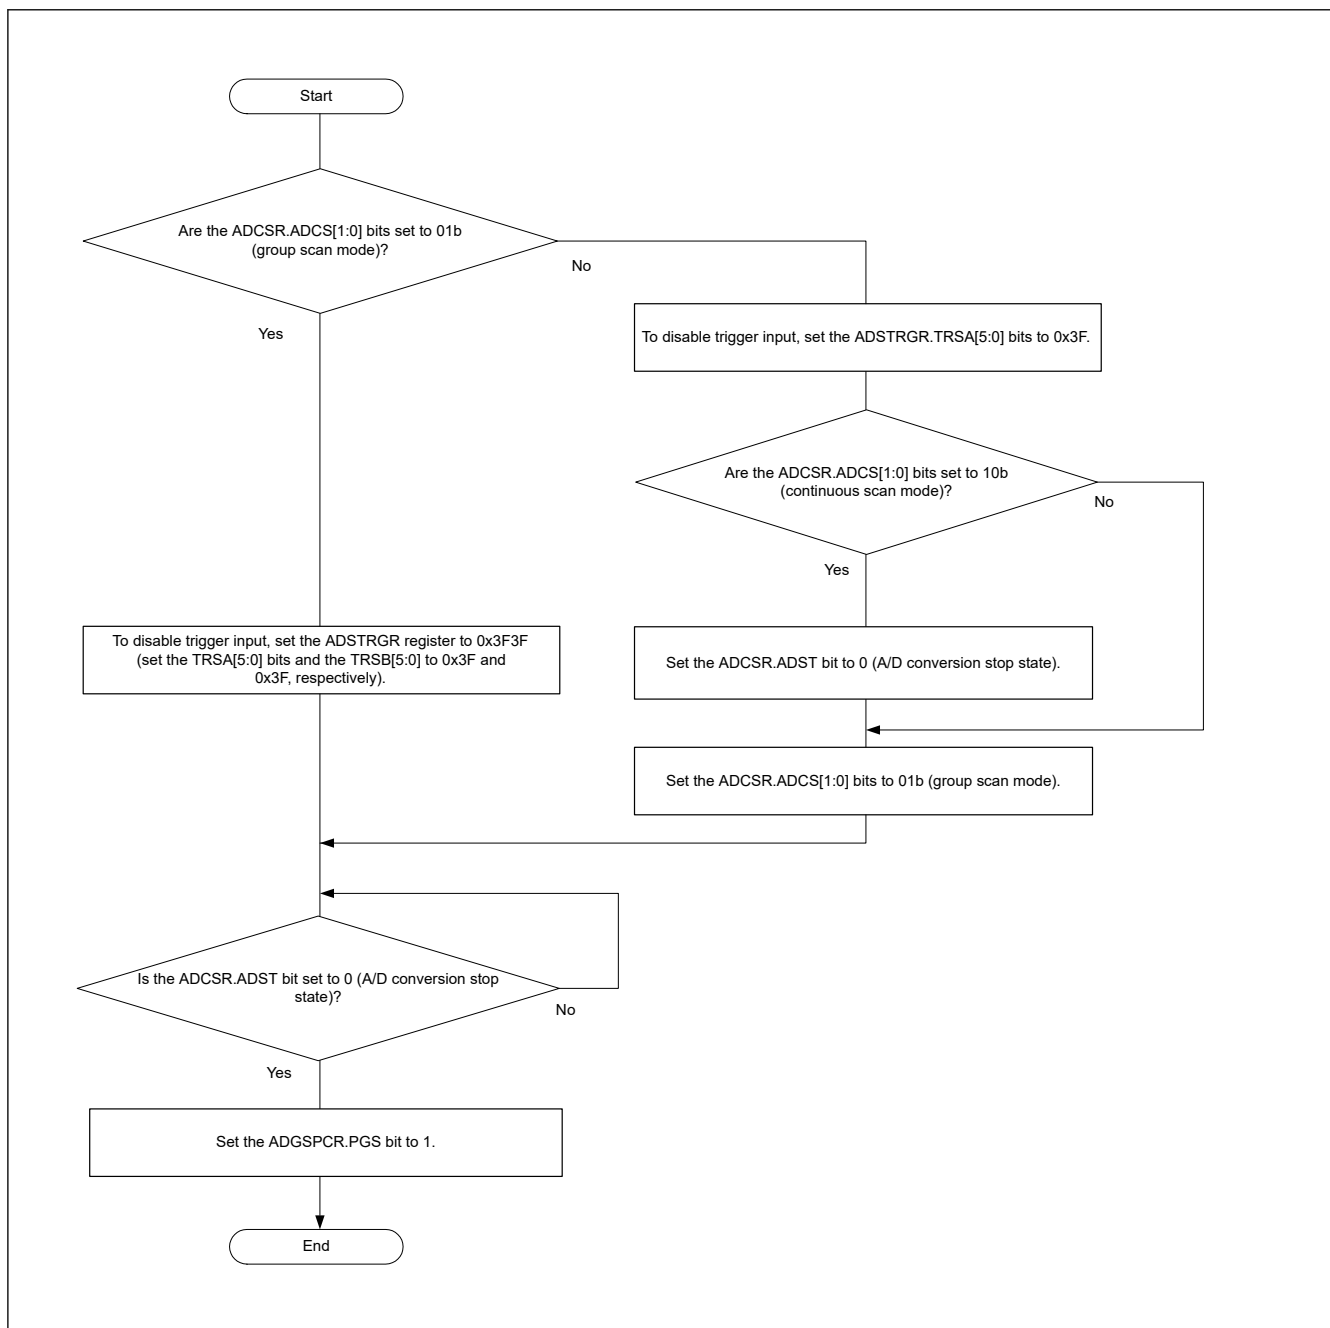 Start
Are the ADCSR.ADCS[1:0] bits set to 01b
(group scan mode)?
No
Yes
To disable trigger input, set the ADSTRGR.TRSA[5:0] bits to 0x3F.
Are the ADCSR.ADCS[1:0] bits set to 10b
(continuous scan mode)?
No
Yes
To disable trigger input, set the ADSTRGR register to 0x3F3F
(set the TRSA[5:0] bits and the TRSB[5:0] to 0x3F and
0x3F, respectively).
Set the ADCSR.ADST bit to 0 (A/D conversion stop state).
Set the ADCSR.ADCS[1:0] bits to 01b (group scan mode).
Is the ADCSR.ADST bit set to 0 (A/D conversion stop
state)?
No
Yes
Set the ADGSPCR.PGS bit to 1.
End